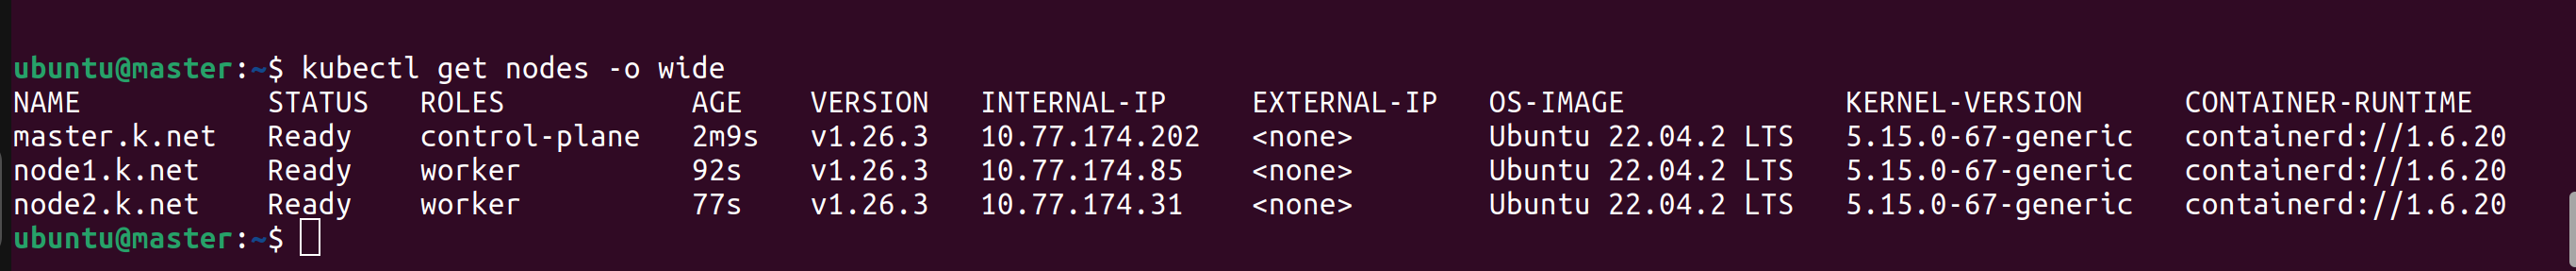 ubuntu@master:~$ kubectl get nodes -o wide
NAME            STATUS   ROLES           AGE    VERSION   INTERNAL-IP     EXTERNAL-IP   OS-IMAGE             KERNEL-VERSION      CONTAINER-RUNTIME
master.k.net    Ready    control-plane   2m9s   v1.26.3   10.77.174.202   <none>        Ubuntu 22.04.2 LTS   5.15.0-67-generic   containerd://1.6.20
node1.k.net     Ready    worker          92s    v1.26.3   10.77.174.85    <none>        Ubuntu 22.04.2 LTS   5.15.0-67-generic   containerd://1.6.20
node2.k.net     Ready    worker          77s    v1.26.3   10.77.174.31    <none>        Ubuntu 22.04.2 LTS   5.15.0-67-generic   containerd://1.6.20
ubuntu@master:~$